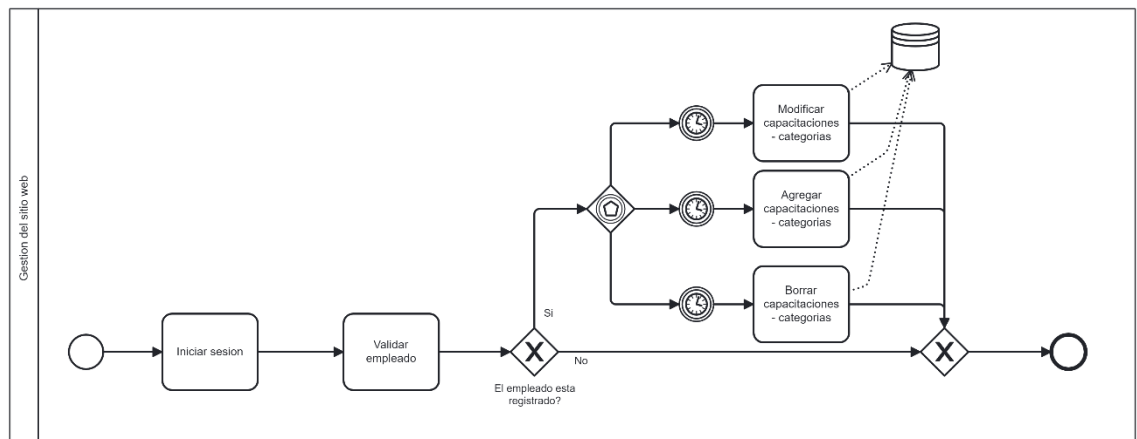 Gestion del sitio web
Modificar
capacitaciones
- categorias
Agregar
capacitaciones
- categorias
Borrar
capacitaciones
- categorias
Si
Iniciar sesion
Validar
empleado
No
El empleado esta
registrado?